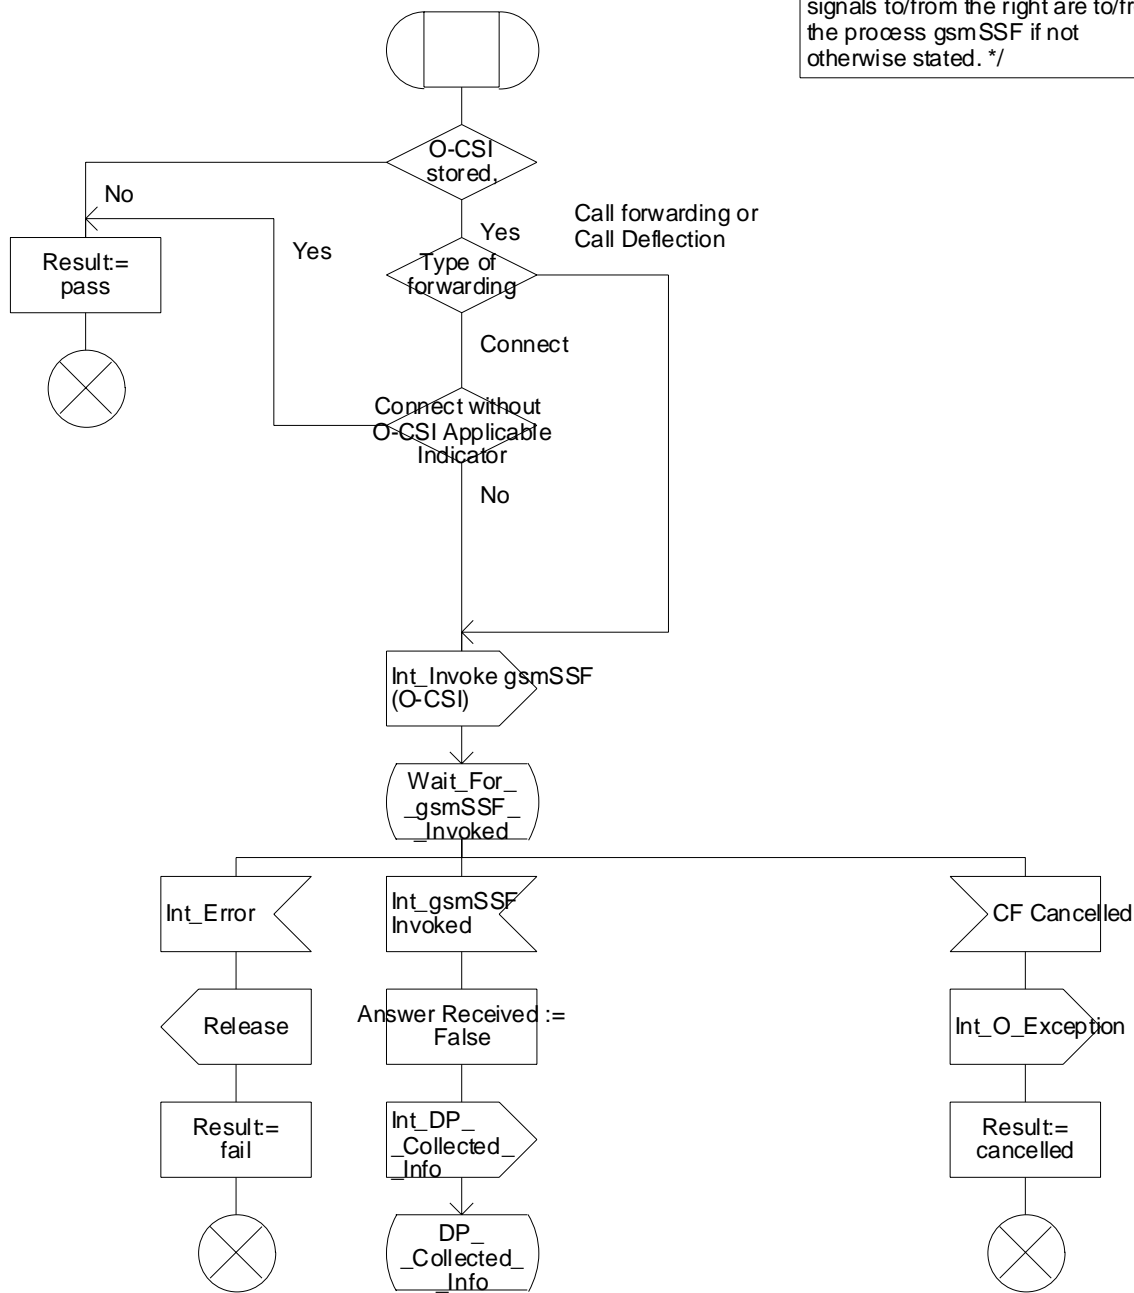 signals to/from the right are to/fr
the process gsmSSF if not
otherwise stated. */
O-CSI
stored,
No
Yes
Call forwarding or
Call Deflection
Yes
Type of
forwarding
Result:=
pass
Connect
Connect without
O-CSI Applicable
Indicator
No
Int_Invoke gsmSSF
(O-CSI)
Wait_For_
_gsmSSF_
_Invoked
Int_Error
Int_gsmSSF
Invoked
CF Cancelled
Release
Answer Received :=
False
Int_O_Exception
Result:=
fail
Int_DP_
_Collected_
_Info
Result:=
cancelled
DP_
_Collected_
_Info